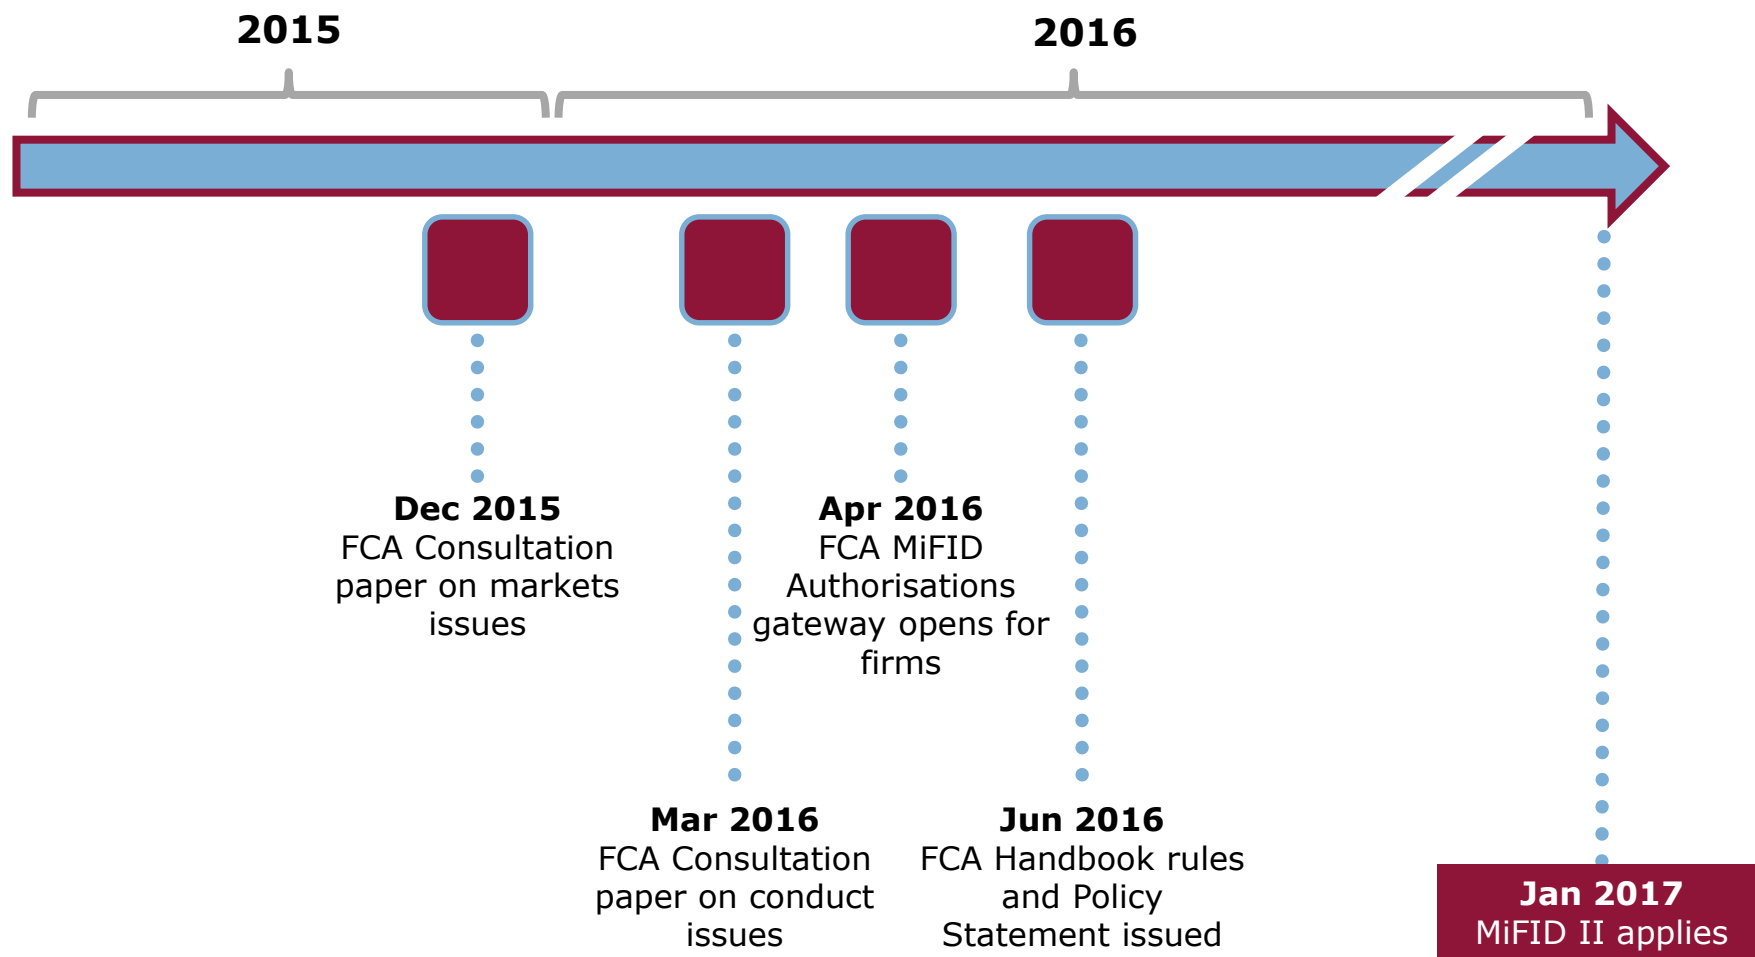 2015
2016
Dec 2015
FCA Consultation
paper on markets
issues
Mar 2016
FCA Consultation
paper on conduct
issues
Apr 2016
FCA MiFID
Authorisations
gateway opens for
firms
Jun 2016
FCA Handbook rules
and Policy
Statement issued
Jan 2017
MiFID II applies